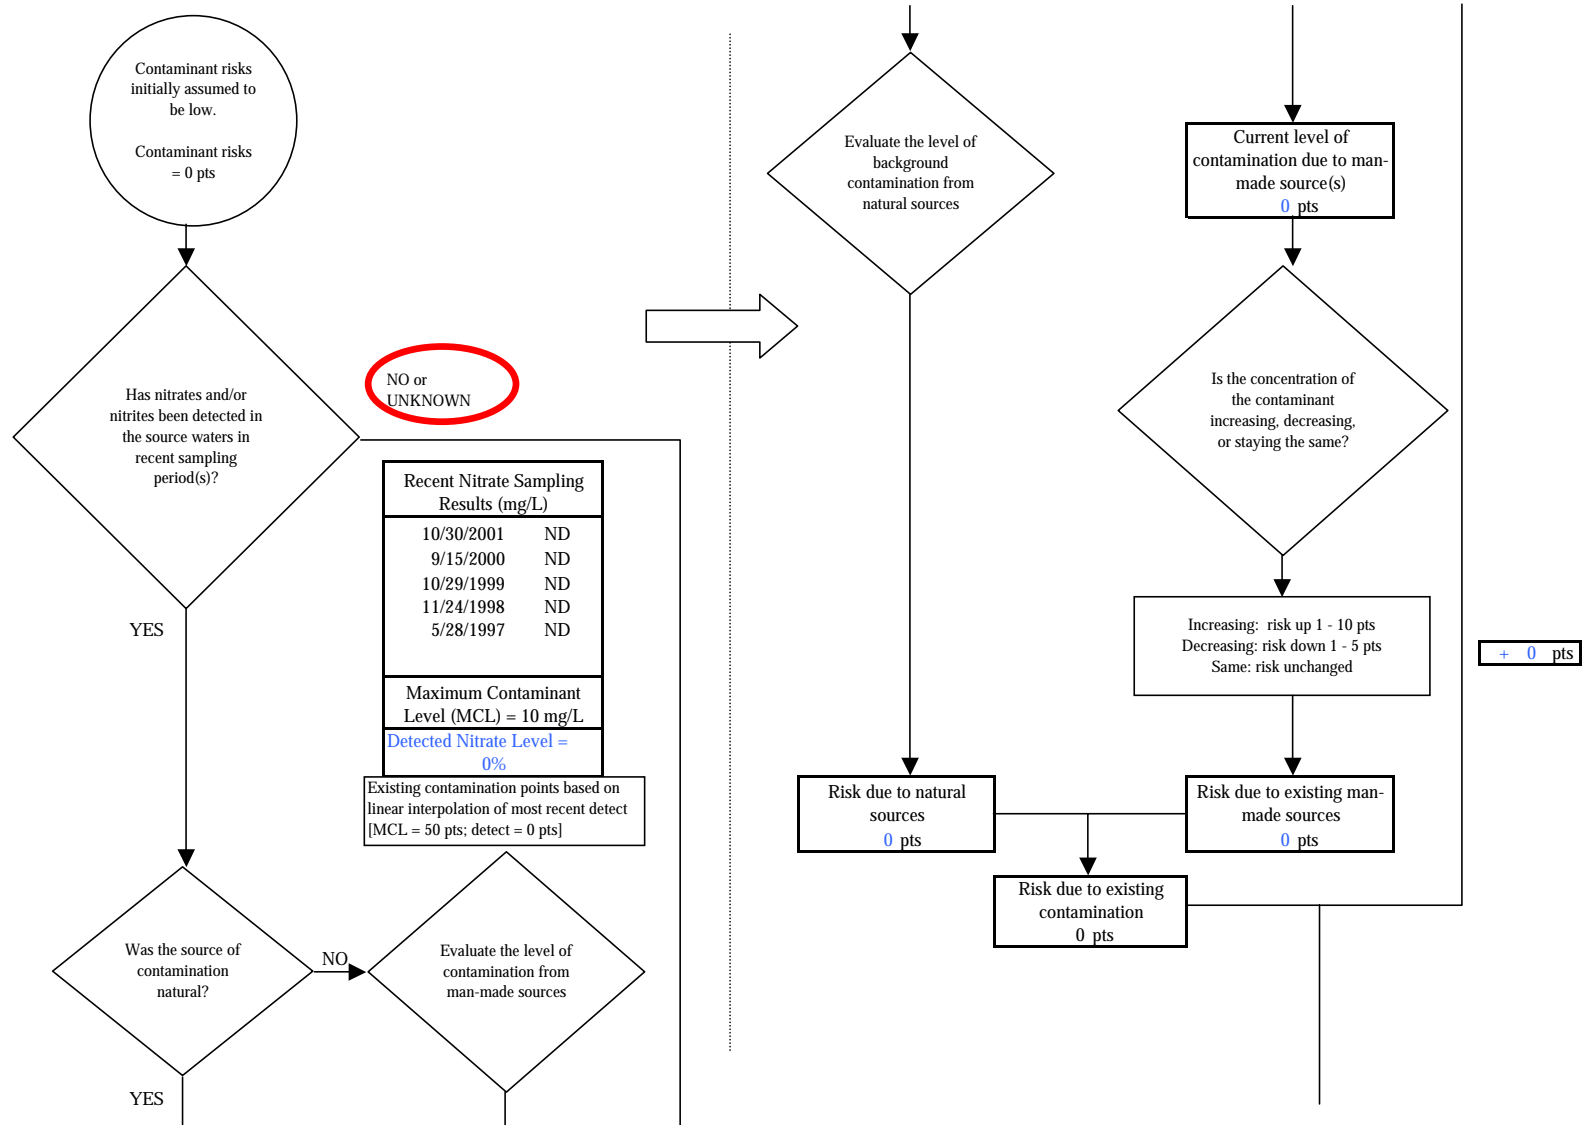 Contaminant risks
initially assumed to
be low.
Contaminant risks
= 0 pts
Has nitrates and/or
nitrites been detected in
the source waters in
recent sampling
period(s)?
NO or
UNKNOWN
YES
Recent Nitrate Sampling
Results (mg/L)
10/30/2001 ND
9/15/2000 ND
10/29/1999 ND
11/24/1998 ND
5/28/1997 ND
Maximum Contaminant
Level (MCL) = 10 mg/L
Detected Nitrate Level =
0%
Existing contamination points based on
linear interpolation of most recent detect
[MCL = 50 pts; detect = 0 pts]
Was the source of
contamination
natural?
NO
YES
Evaluate the level of
contamination from
man-made sources
Evaluate the level of
background
contamination from
natural sources
Current level of
contamination due to man-
made source(s)
0 pts
Is the concentration of
the contaminant
increasing, decreasing,
or staying the same?
Increasing: risk up 1 - 10 pts
Decreasing: risk down 1 - 5 pts
Same: risk unchanged
+ 0 pts
Risk due to natural
sources
0 pts
Risk due to existing man-
made sources
0 pts
Risk due to existing
contamination
0 pts